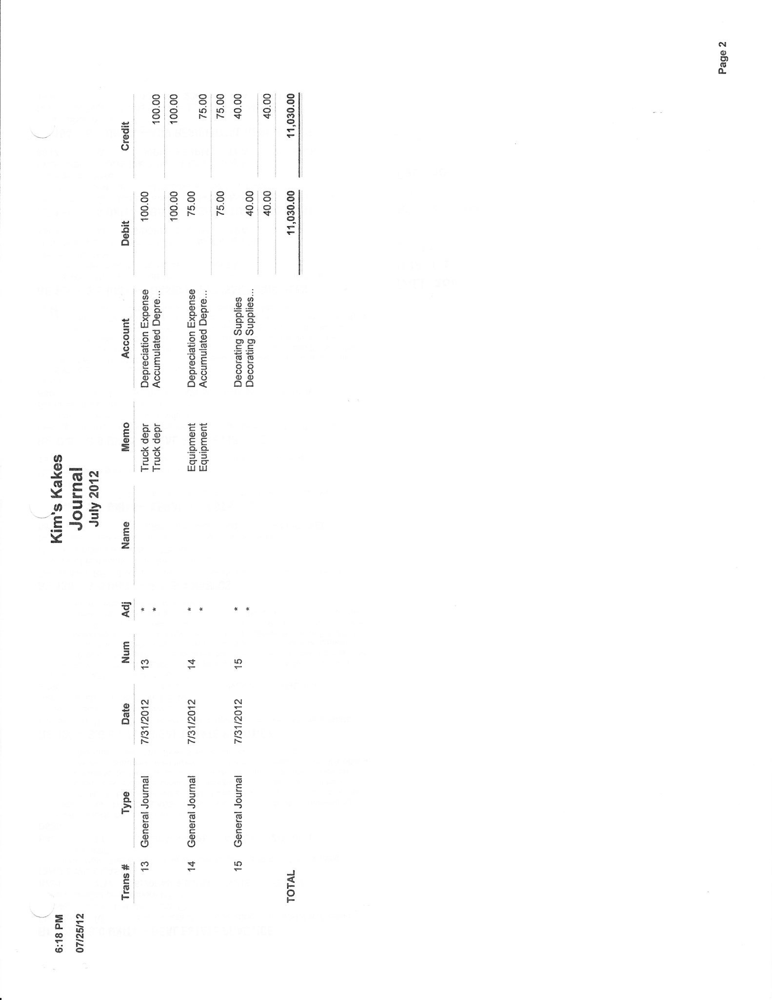 6:18 PM
07/25/12
Kim's Kakes
Journal
July 2012
Trans # Type Date Num Adj Name Memo Account Debit Credit
13 General Journal 7/31/2012 13 * Truck depr Depreciation Expense 100.00
* Truck depr Accumulated Depre... 100.00
100.00 100.00
14 General Journal 7/31/2012 14 * Equipment Depreciation Expense 75.00
* Equipment Accumulated Depre... 75.00
75.00 75.00
15 General Journal 7/31/2012 15 * Decorating Supplies 40.00
* Decorating Supplies... 40.00
40.00 40.00
TOTAL 11,030.00 11,030.00
Page 2